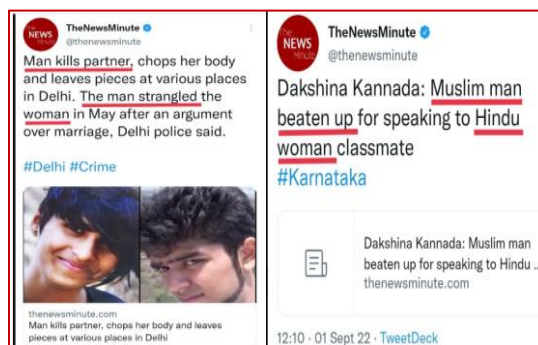 The
NEWS
Minute
TheNewsMinute
@thenewsminute
Man kills partner, chops her body
and leaves pieces at various places
in Delhi. The man strangled the
woman in May after an argument
over marriage, Delhi police said.
#Delhi #Crime
thenewsminute.com
Man kills partner, chops her body and leaves
pieces at various places in Delhi
The
NEWS
Minute
TheNewsMinute
@thenewsminute
Dakshina Kannada: Muslim man
beaten up for speaking to Hindu
woman classmate
#Karnataka
Dakshina Kannada: Muslim man
beaten up for speaking to Hindu ...
thenewsminute.com
12:10 · 01 Sept 22 · TweetDeck